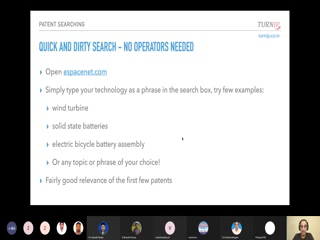 PATENT SEARCHING
TURNIP
turnip.co.in
QUICK AND DIRTY SEARCH – NO OPERATORS NEEDED
Open espacenet.com
Simply type your technology as a phrase in the search box, try few examples:
wind turbine
solid state batteries
electric bicycle battery assembly
Or any topic or phrase of your choice!
Fairly good relevance of the first few patents